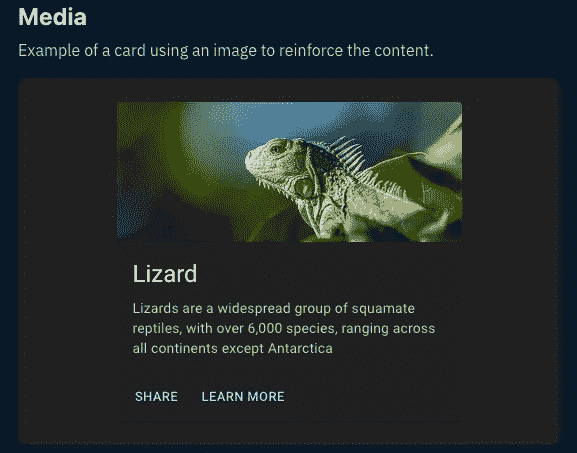 Media
Example of a card using an image to reinforce the content.
Lizard
Lizards are a widespread group of squamate
reptiles, with over 6,000 species, ranging across
all continents except Antarctica
SHARE LEARN MORE